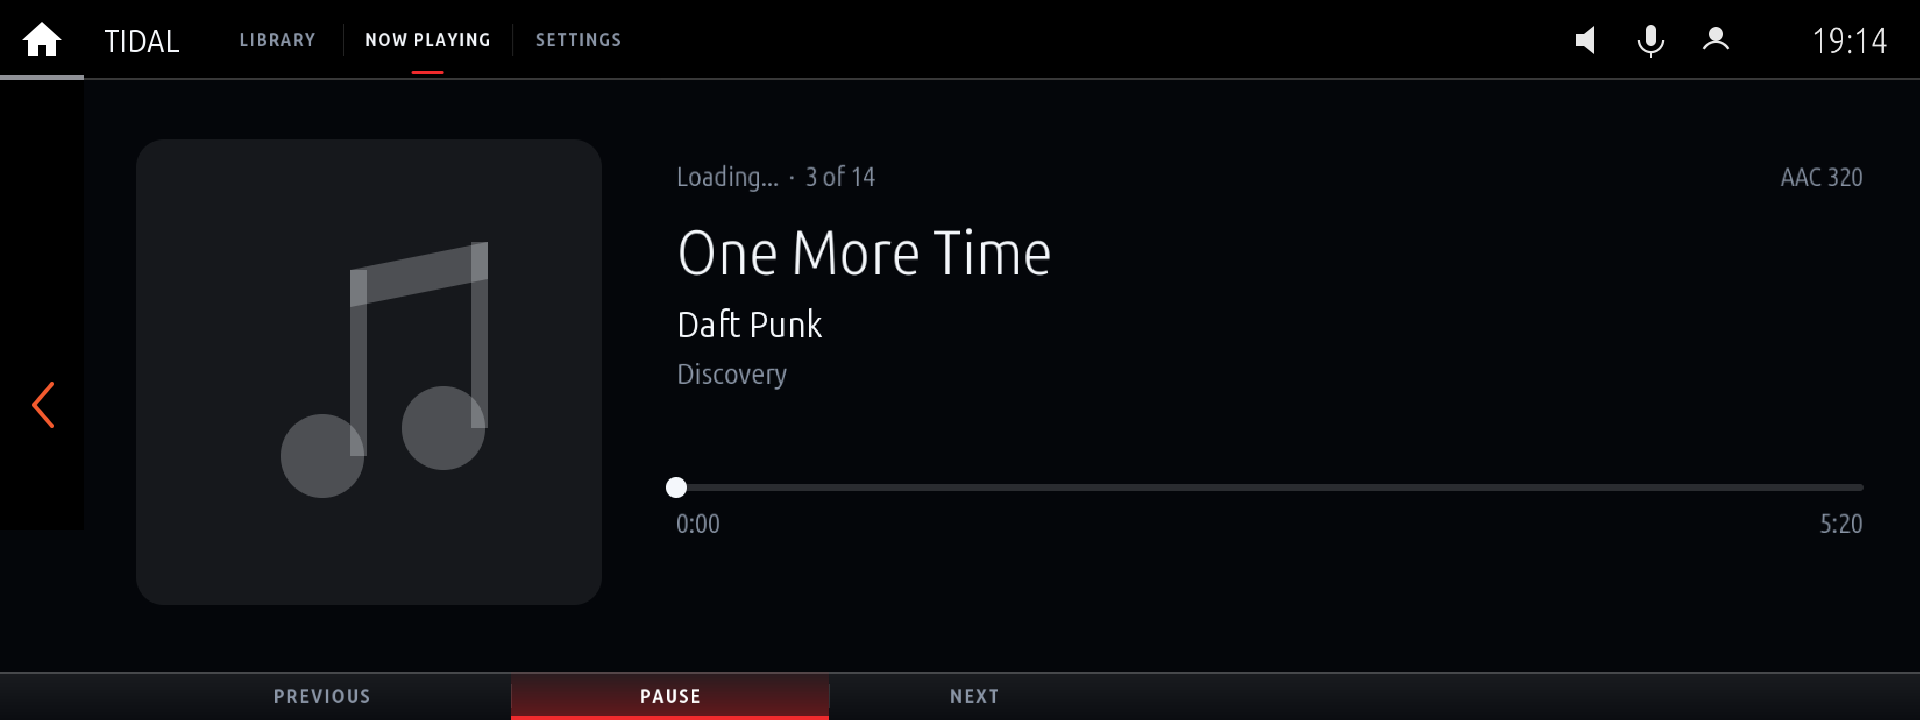 TIDAL
LIBRARY
NOW PLAYING
SETTINGS
19:14
Loading... · 3 of 14
AAC 320
One More Time
Daft Punk
Discovery
0:00
5:20
PREVIOUS
PAUSE
NEXT